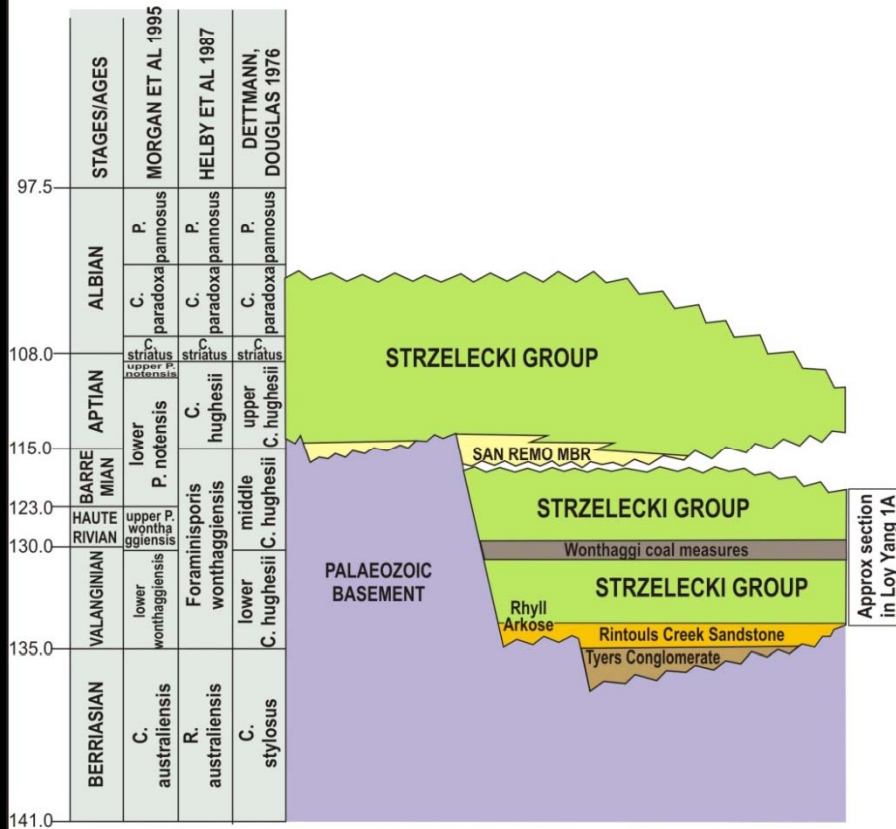 STAGES/AGES
MORGAN ET AL 1995
HELBY ET AL 1987
DETTMANN,
DOUGLAS 1976
97.5
108.0
115.0
123.0
130.0
135.0
141.0
ALBIAN
APTIAN
BARRE
MIAN
HAUTE
RIVIAN
VALANGINIAN
BERRIASIAN
P.
pannosus
C.
paradoxa
C.
striatus
upper P.
notensis
lower
P. notensis
upper P.
wontha
ggiensis
lower
wonthaggiensis
C.
australiensis
P.
pannosus
C.
paradoxa
C.
striatus
C.
hughesii
Foraminisporis
wonthaggiensis
R.
australiensis
P.
pannosus
C.
paradoxa
C.
striatus
upper
C. hughesii
middle
C. hughesii
lower
C. hughesii
C.
stylosus
STRZELECKI GROUP
SAN REMO MBR
STRZELECKI GROUP
Wonthaggi coal measures
STRZELECKI GROUP
PALAEOZOIC
BASEMENT
Rhyll
Arkose
Rintouls Creek Sandstone
Tyers Conglomerate
Approx section
in Loy Yang 1A